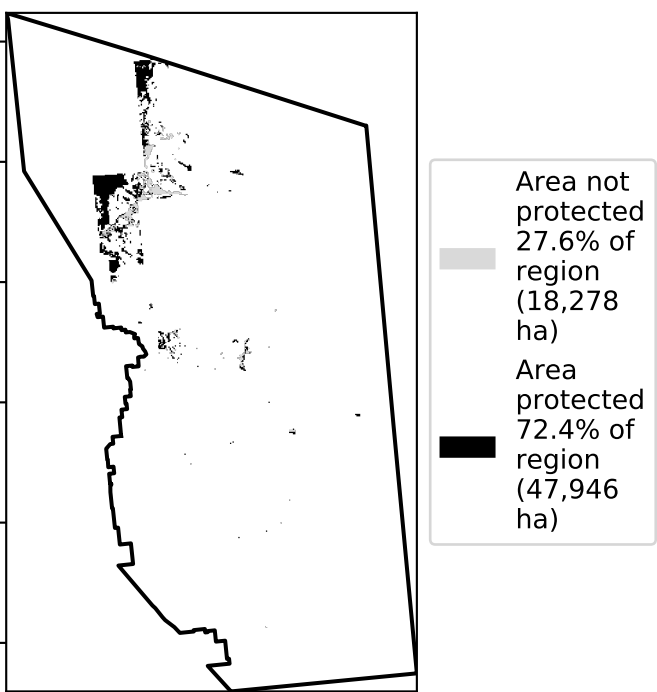 Area not
protected
27.6% of
region
(18,278
ha)
Area
protected
72.4% of
region
(47,946
ha)